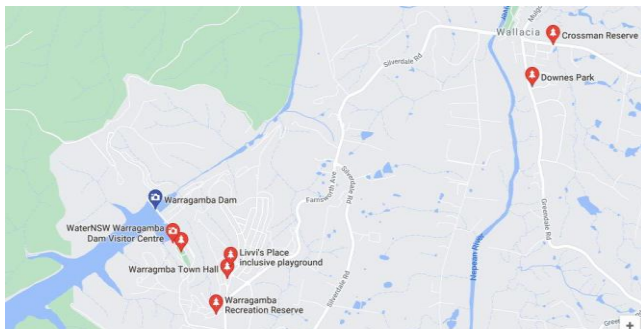 Wallacia
Crossman Reserve
Downes Park
Silverdale Rd
Silverdale Rd
Farnsworth Ave
Warragamba Dam
WaterNSW Warragamba
Dam Visitor Centre
Livvi's Place
inclusive playground
Warragmba Town Hall
Warragamba
Recreation Reserve
Silverdale Rd
Nepean River
Greendale Rd